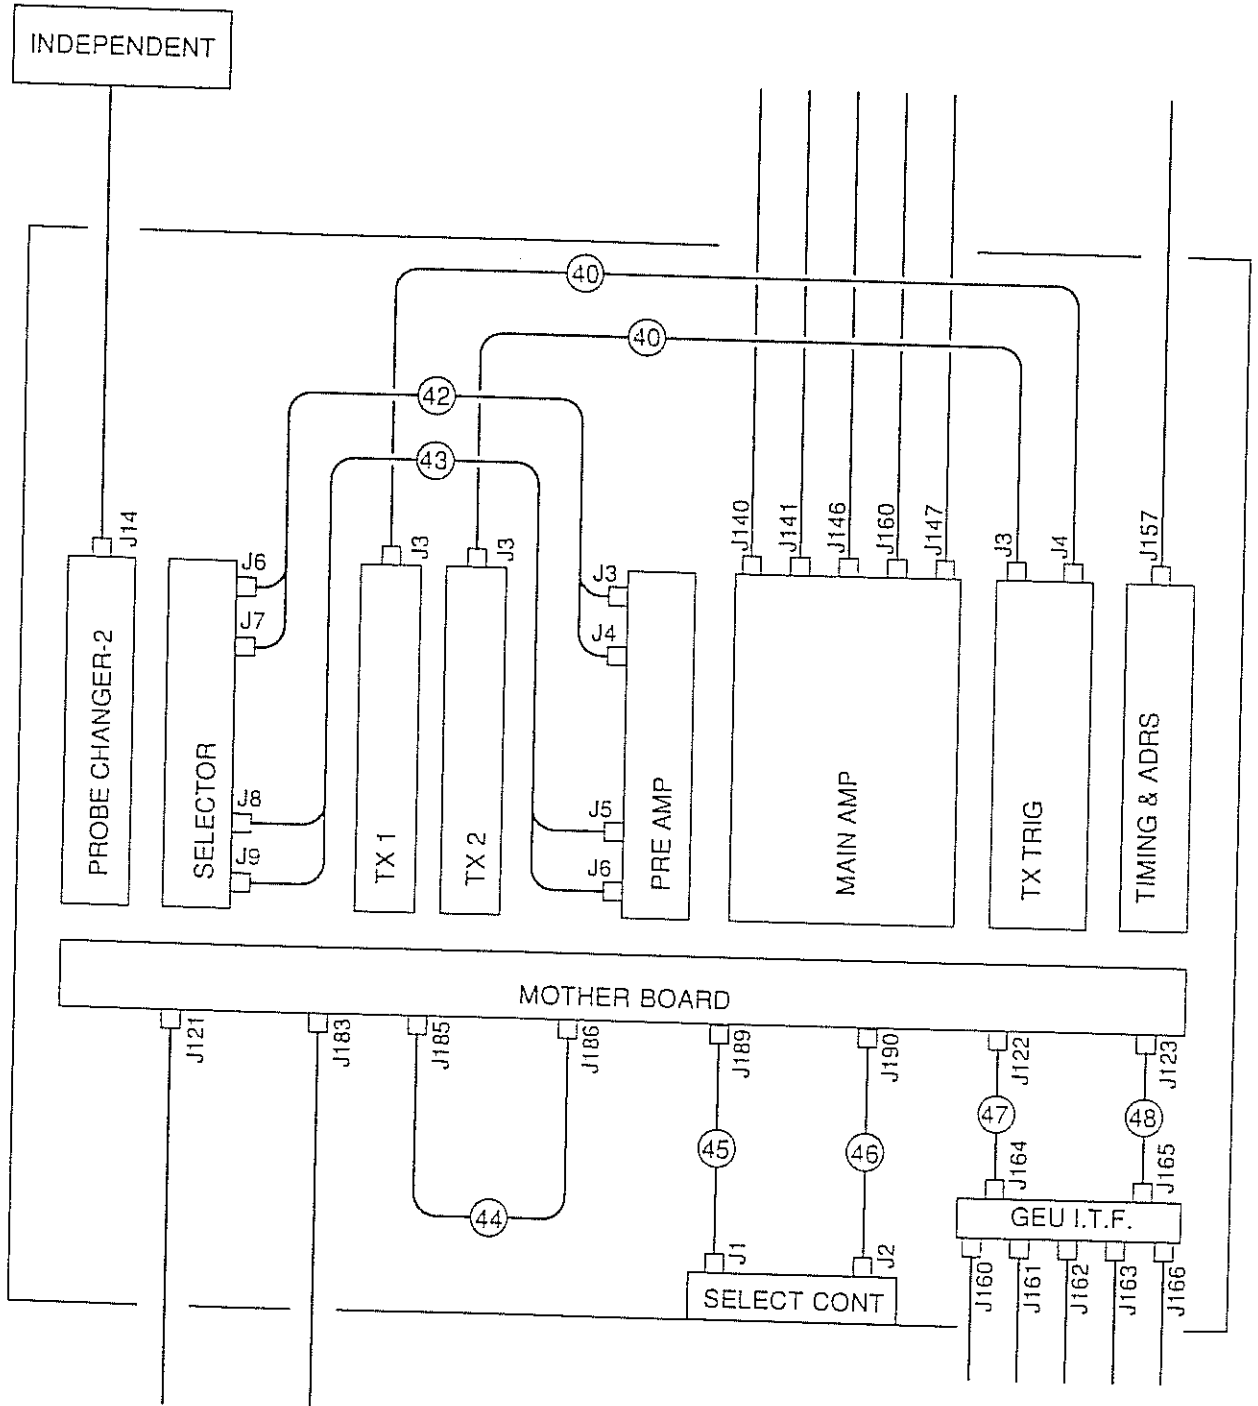 INDEPENDENT
40
40
42
43
J14
J6
J7
J8
J9
J3
J3
J3
J4
J5
J6
J140
J141
J146
J160
J147
J3
J4
J157
PROBE CHANGER-2
SELECTOR
TX 1
TX 2
PRE AMP
MAIN AMP
TX TRIG
TIMING & ADRS
MOTHER BOARD
J121
J183
J185
J186
J189
J190
J122
J123
44
45
46
47
48
J164
J165
J1
J2
GEU I.T.F.
SELECT CONT
J160
J161
J162
J163
J166